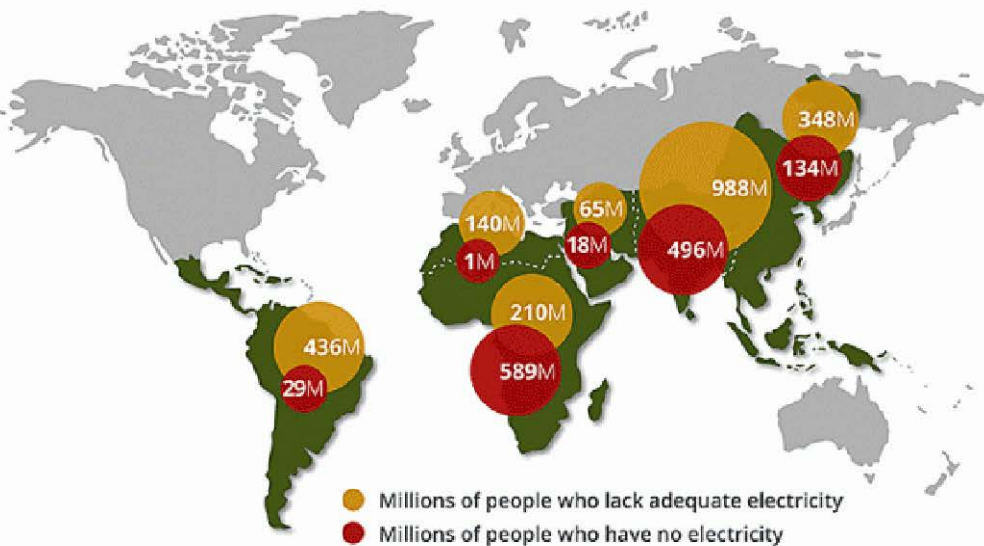 348M
134M
988M
140M
65M
18M
496M
1M
210M
436M
589M
29M
Millions of people who lack adequate electricity
Millions of people who have no electricity